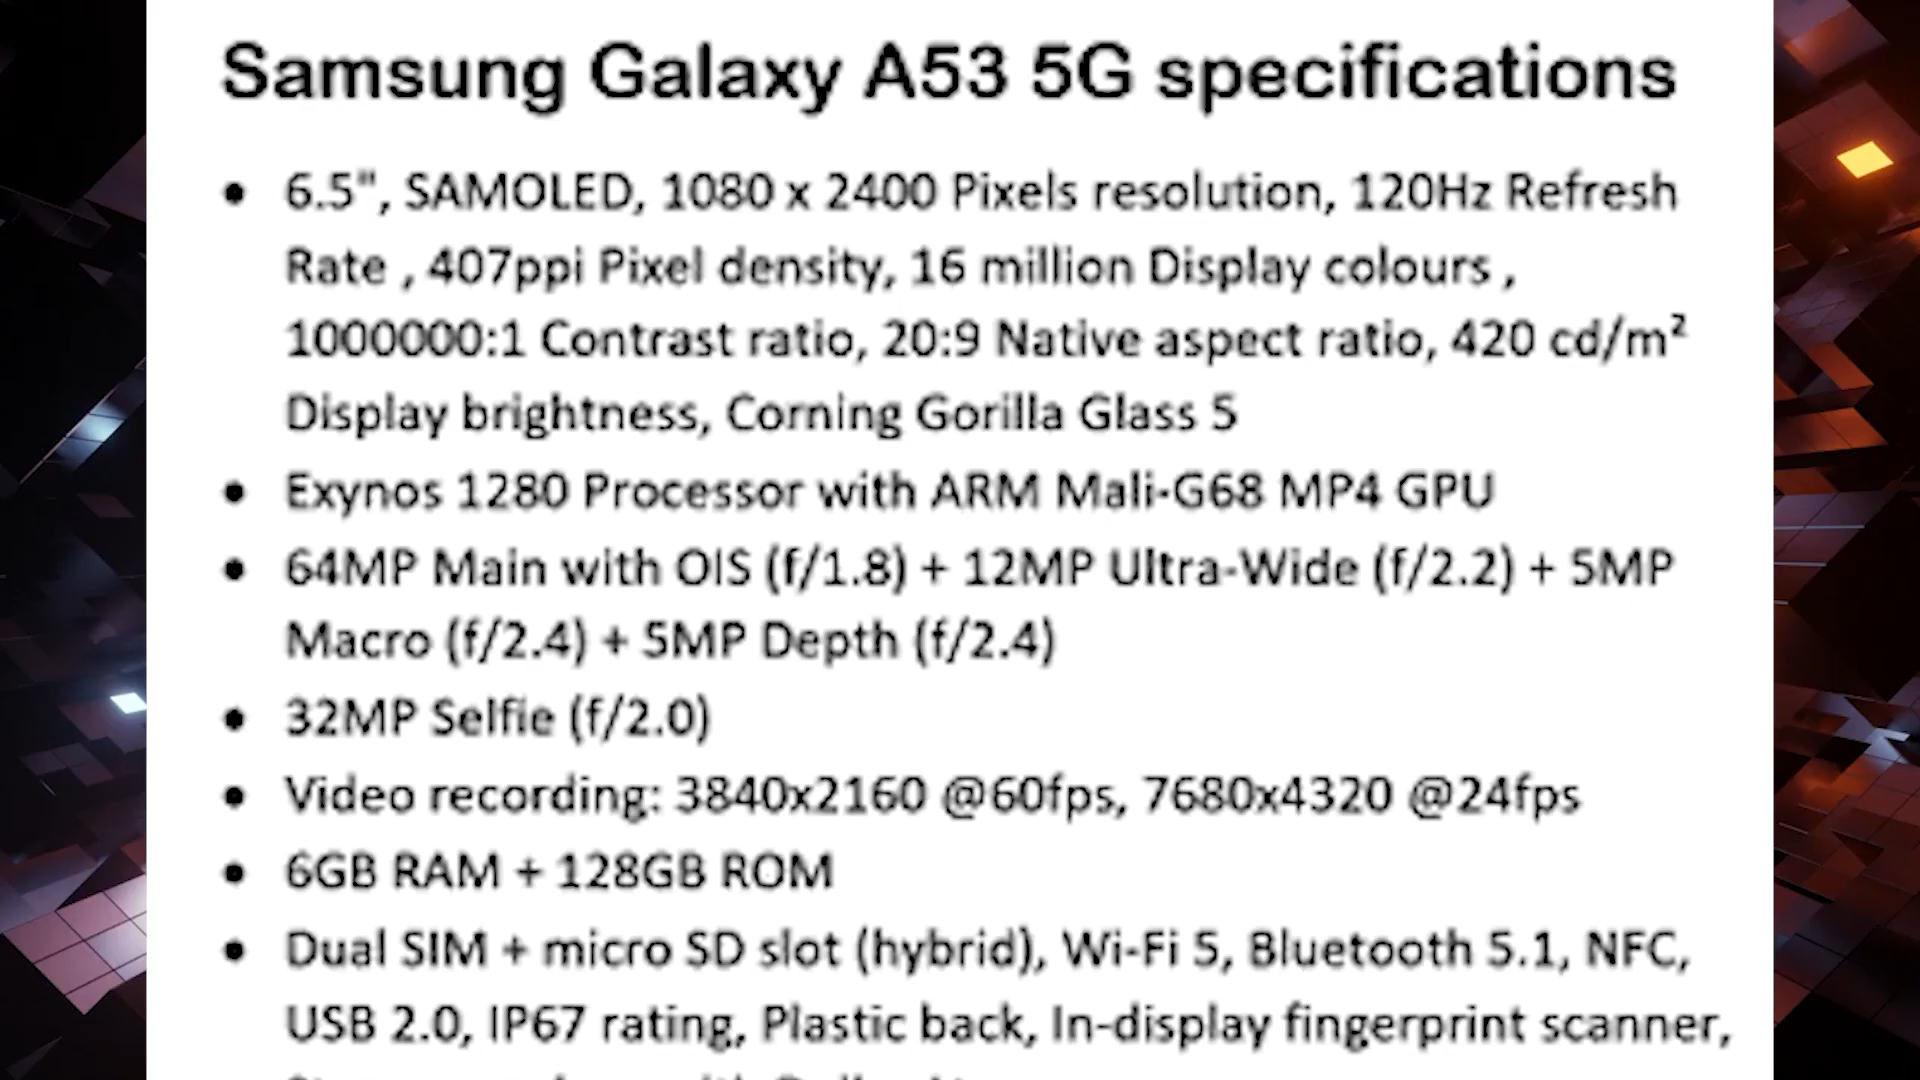 Samsung Galaxy A53 5G specifications
• 6.5", SAMOLED, 1080 x 2400 Pixels resolution, 120Hz Refresh
Rate , 407ppi Pixel density, 16 million Display colours ,
1000000:1 Contrast ratio, 20:9 Native aspect ratio, 420 cd/m²
Display brightness, Corning Gorilla Glass 5
• Exynos 1280 Processor with ARM Mali-G68 MP4 GPU
• 64MP Main with OIS (f/1.8) + 12MP Ultra-Wide (f/2.2) + 5MP
Macro (f/2.4) + 5MP Depth (f/2.4)
• 32MP Selfie (f/2.0)
• Video recording: 3840x2160 @60fps, 7680x4320 @24fps
• 6GB RAM + 128GB ROM
• Dual SIM + micro SD slot (hybrid), Wi-Fi 5, Bluetooth 5.1, NFC,
USB 2.0, IP67 rating, Plastic back, In-display fingerprint scanner,